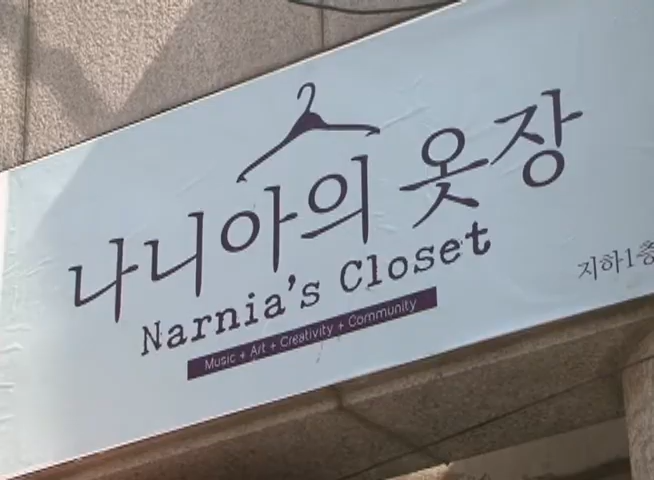 나니아의 옷장
Narnia's Closet
Music + Art + Creativity + Community
지하1층